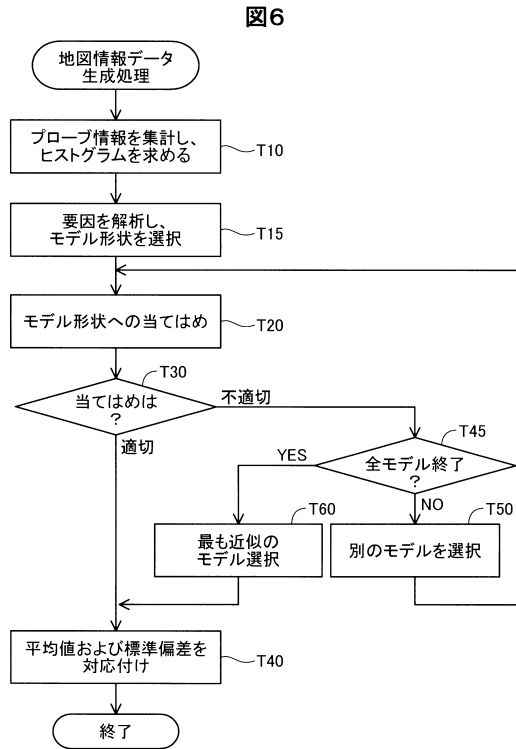 図6
地図情報データ
生成処理
プローブ情報を集計し、
ヒストグラムを求める
T10
要因を解析し、
モデル形状を選択
T15
モデル形状への当てはめ
T20
T30
当てはめは
?
不適切
適切
T45
全モデル終了
?
YES
NO
T60
最も近似の
モデル選択
T50
別のモデルを選択
平均値および標準偏差を
対応付け
T40
終了